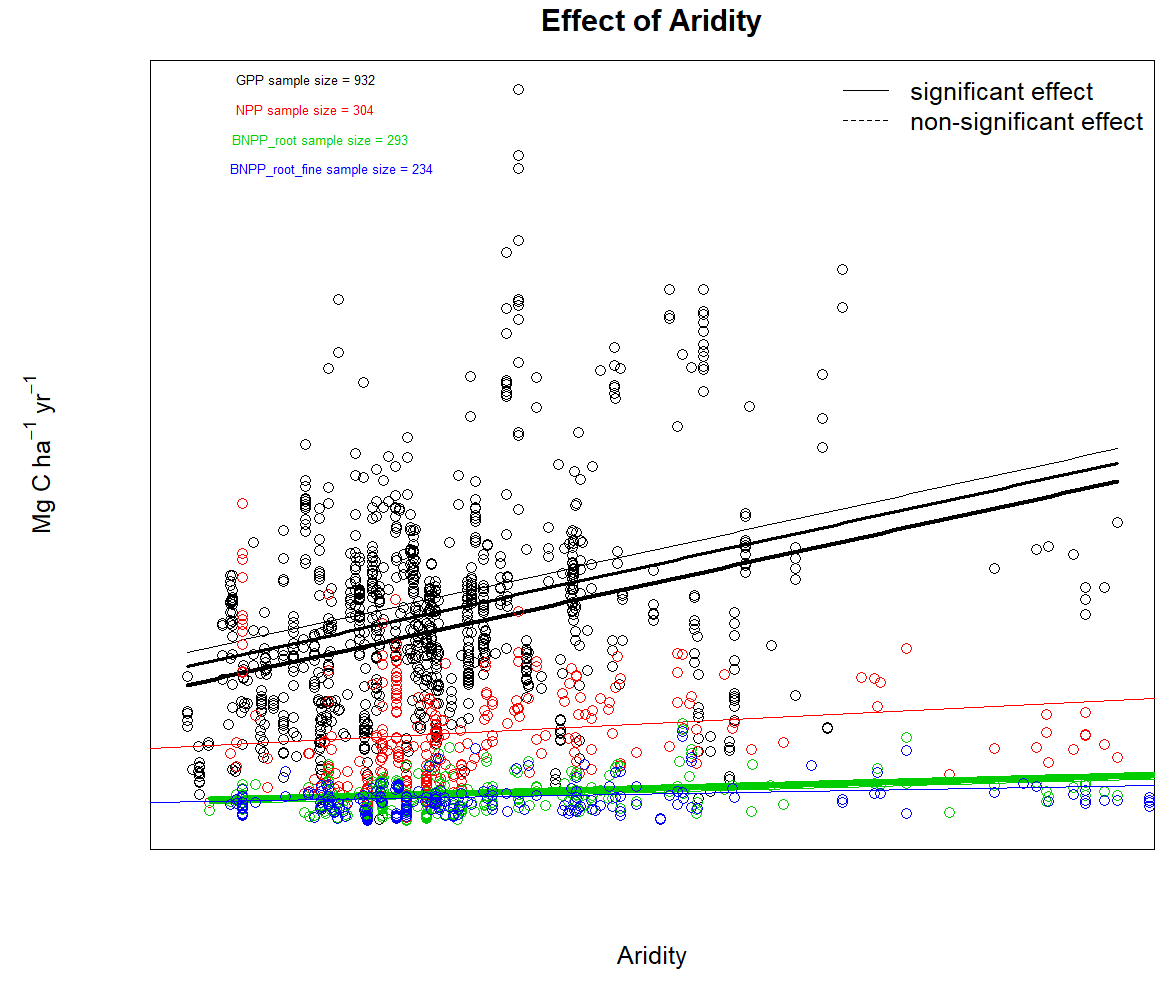 Effect of Aridity
GPP sample size = 932
NPP sample size = 304
BNPP_root sample size = 293
BNPP_root_fine sample size = 234
significant effect
non-significant effect
Mg C ha⁻¹ yr⁻¹
Aridity